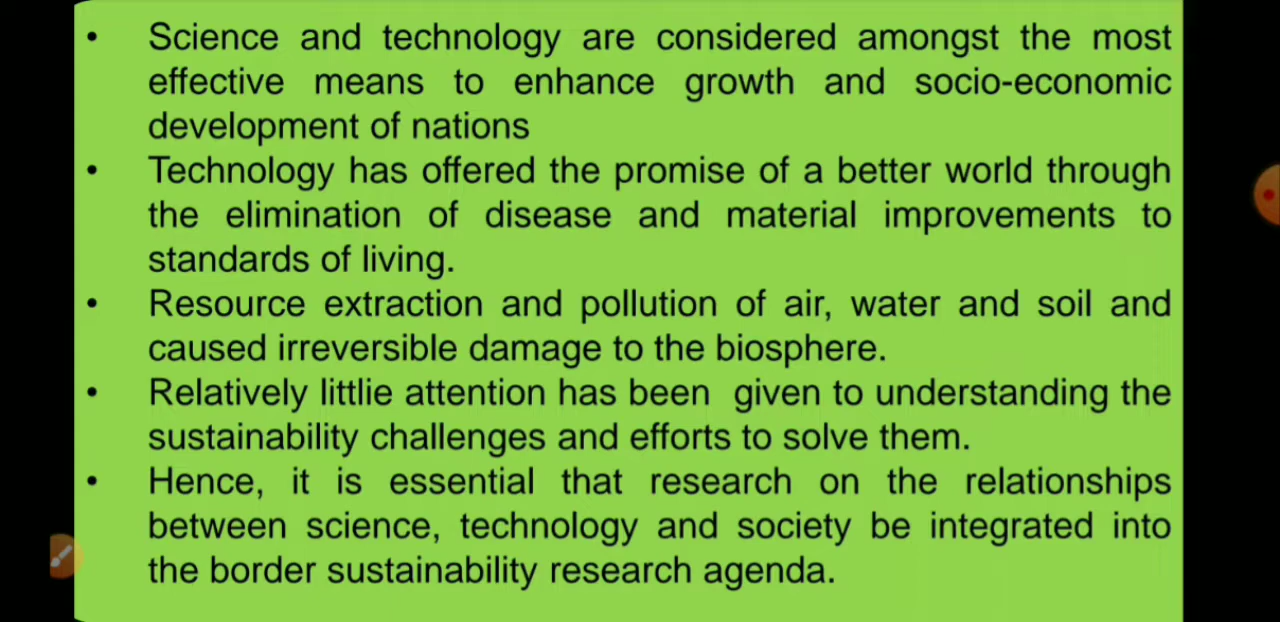 • Science and technology are considered amongst the most
effective means to enhance growth and socio-economic
development of nations
• Technology has offered the promise of a better world through
the elimination of disease and material improvements to
standards of living.
• Resource extraction and pollution of air, water and soil and
caused irreversible damage to the biosphere.
• Relatively littlie attention has been given to understanding the
sustainability challenges and efforts to solve them.
• Hence, it is essential that research on the relationships
between science, technology and society be integrated into
the border sustainability research agenda.